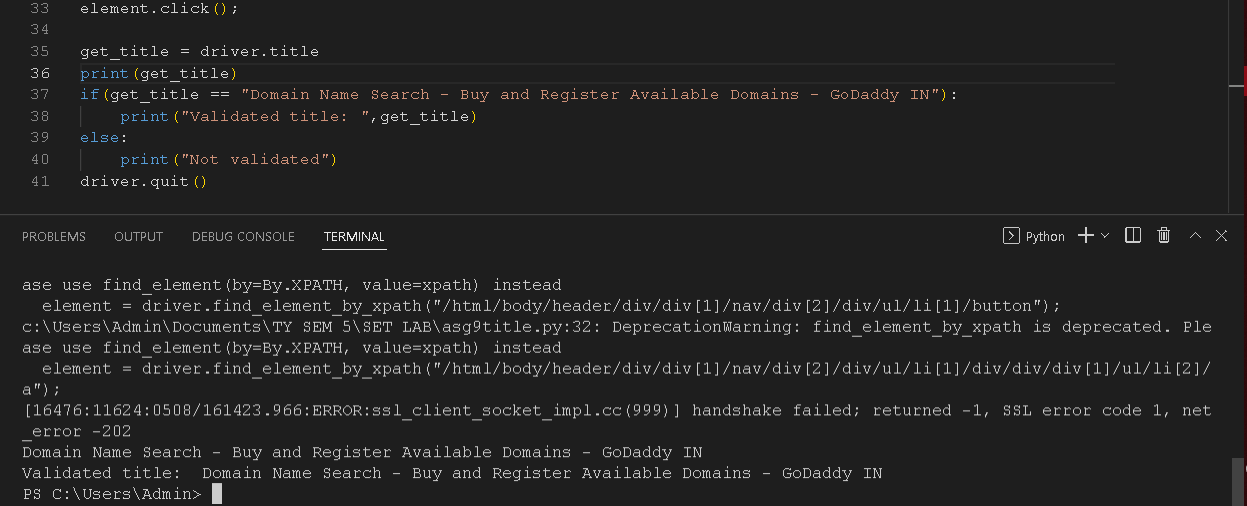 33 element.click();
34
35 get_title = driver.title
36 print(get_title)
37 if(get_title == "Domain Name Search - Buy and Register Available Domains - GoDaddy IN"):
38     print("Validated title: ",get_title)
39 else:
40     print("Not validated")
41 driver.quit()
PROBLEMS OUTPUT DEBUG CONSOLE TERMINAL Python
ase use find_element(by=By.XPATH, value=xpath) instead
  element = driver.find_element_by_xpath("/html/body/header/div/div[1]/nav/div[2]/div/ul/li[1]/button");
c:\Users\Admin\Documents\TY SEM 5\SET LAB\asg9title.py:32: DeprecationWarning: find_element_by_xpath is deprecated. Ple
ase use find_element(by=By.XPATH, value=xpath) instead
  element = driver.find_element_by_xpath("/html/body/header/div/div[1]/nav/div[2]/div/ul/li[1]/div/div/div[1]/ul/li[2]/
a");
[16476:11624:0508/161423.966:ERROR:ssl_client_socket_impl.cc(999)] handshake failed; returned -1, SSL error code 1, net
_error -202
Domain Name Search - Buy and Register Available Domains - GoDaddy IN
Validated title:  Domain Name Search - Buy and Register Available Domains - GoDaddy IN
PS C:\Users\Admin>